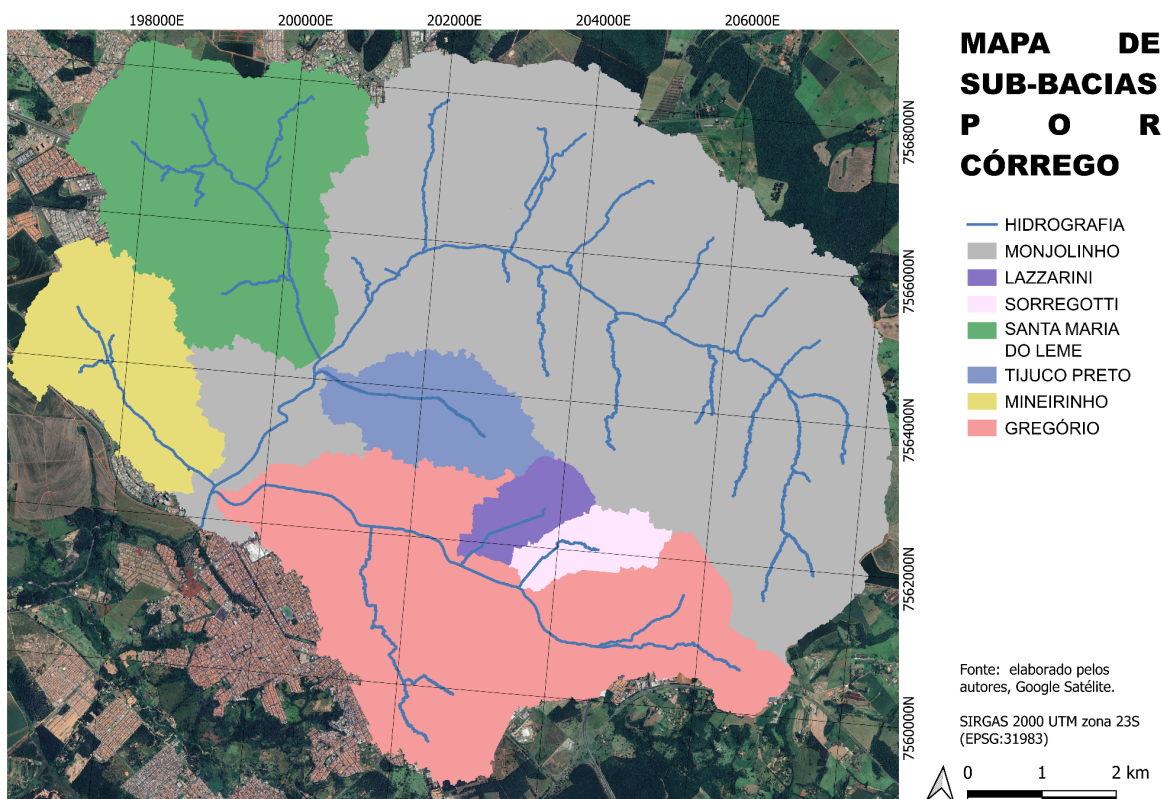 198000E 200000E 202000E 204000E 206000E
MAPA DE
SUB-BACIAS
P O R
CÓRREGO
7568000N
7566000N
7564000N
7562000N
7560000N
HIDROGRAFIA
MONJOLINHO
LAZZARINI
SORREGOTTI
SANTA MARIA
DO LEME
TIJUCO PRETO
MINEIRINHO
GREGÓRIO
Fonte: elaborado pelos
autores, Google Satélite.
SIRGAS 2000 UTM zona 23S
(EPSG:31983)
0 1 2 km